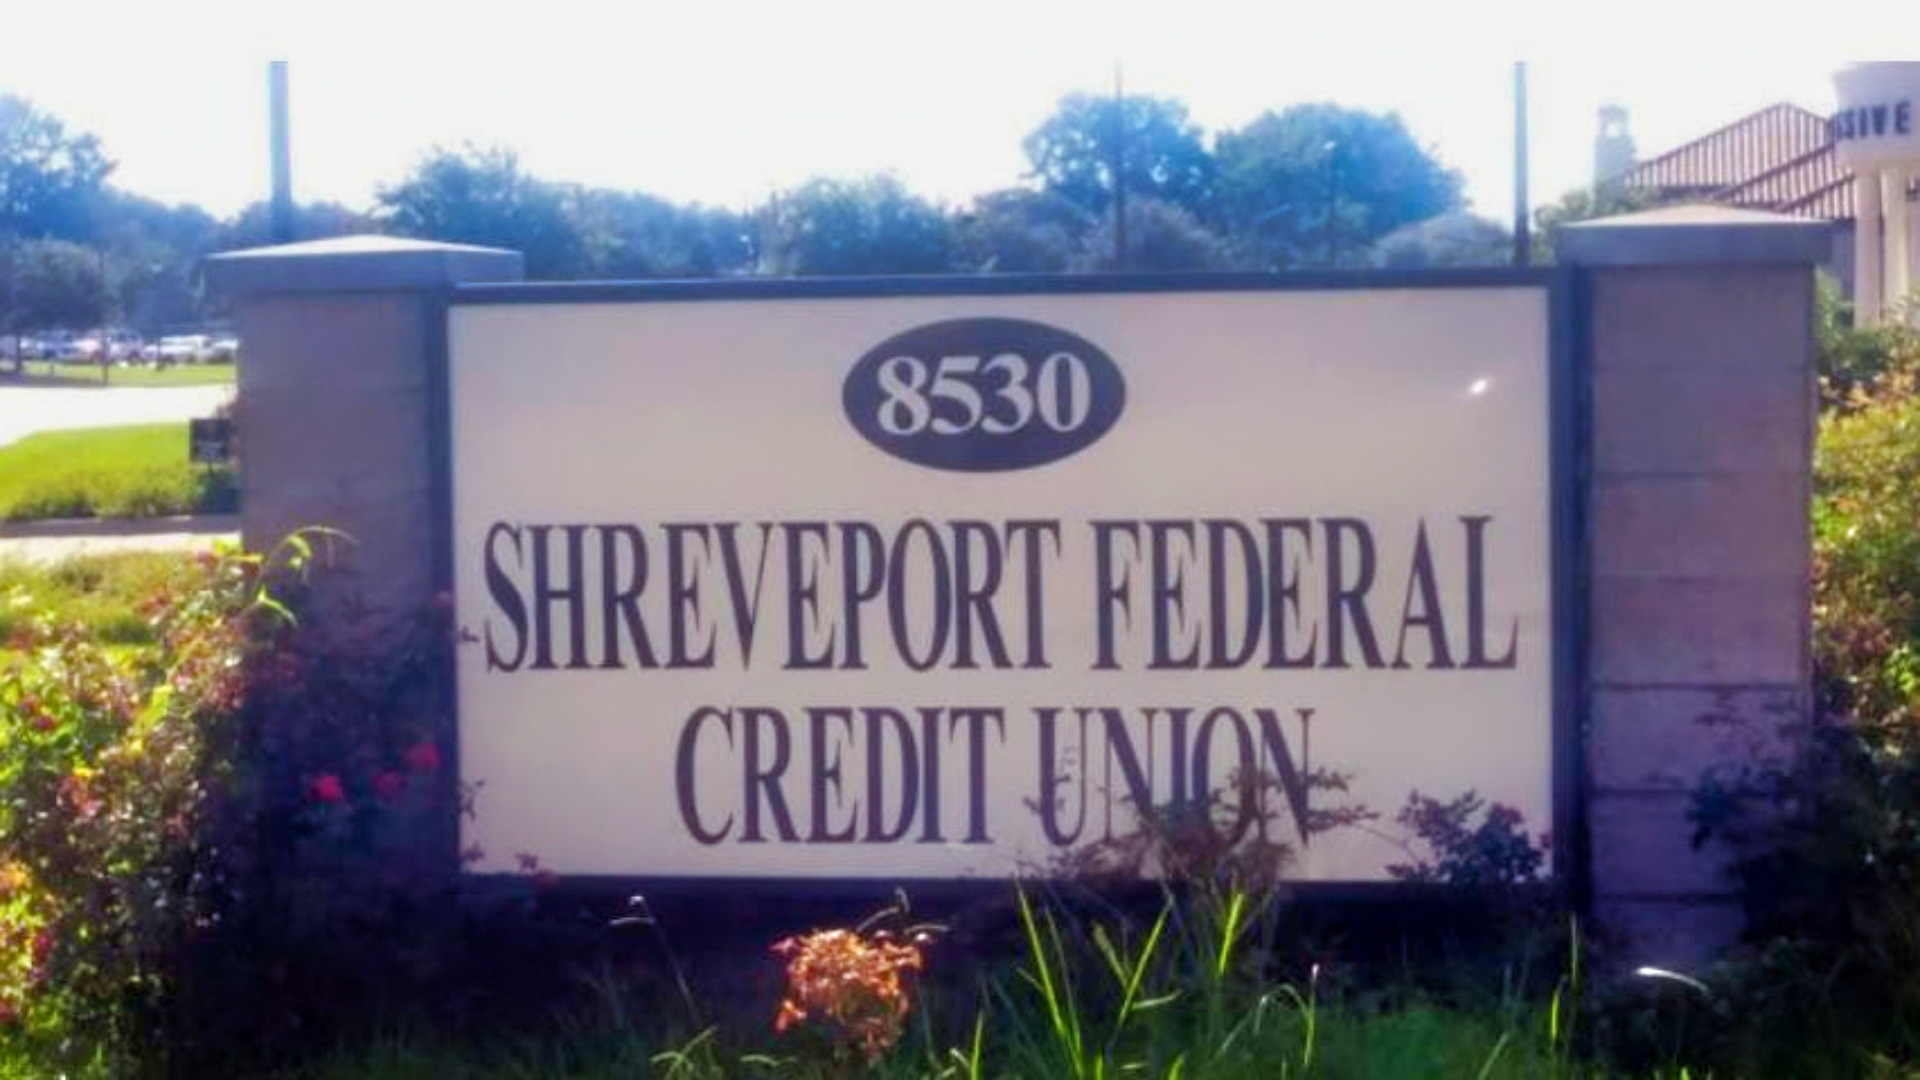 8530
SHREVEPORT FEDERAL
CREDIT UNION